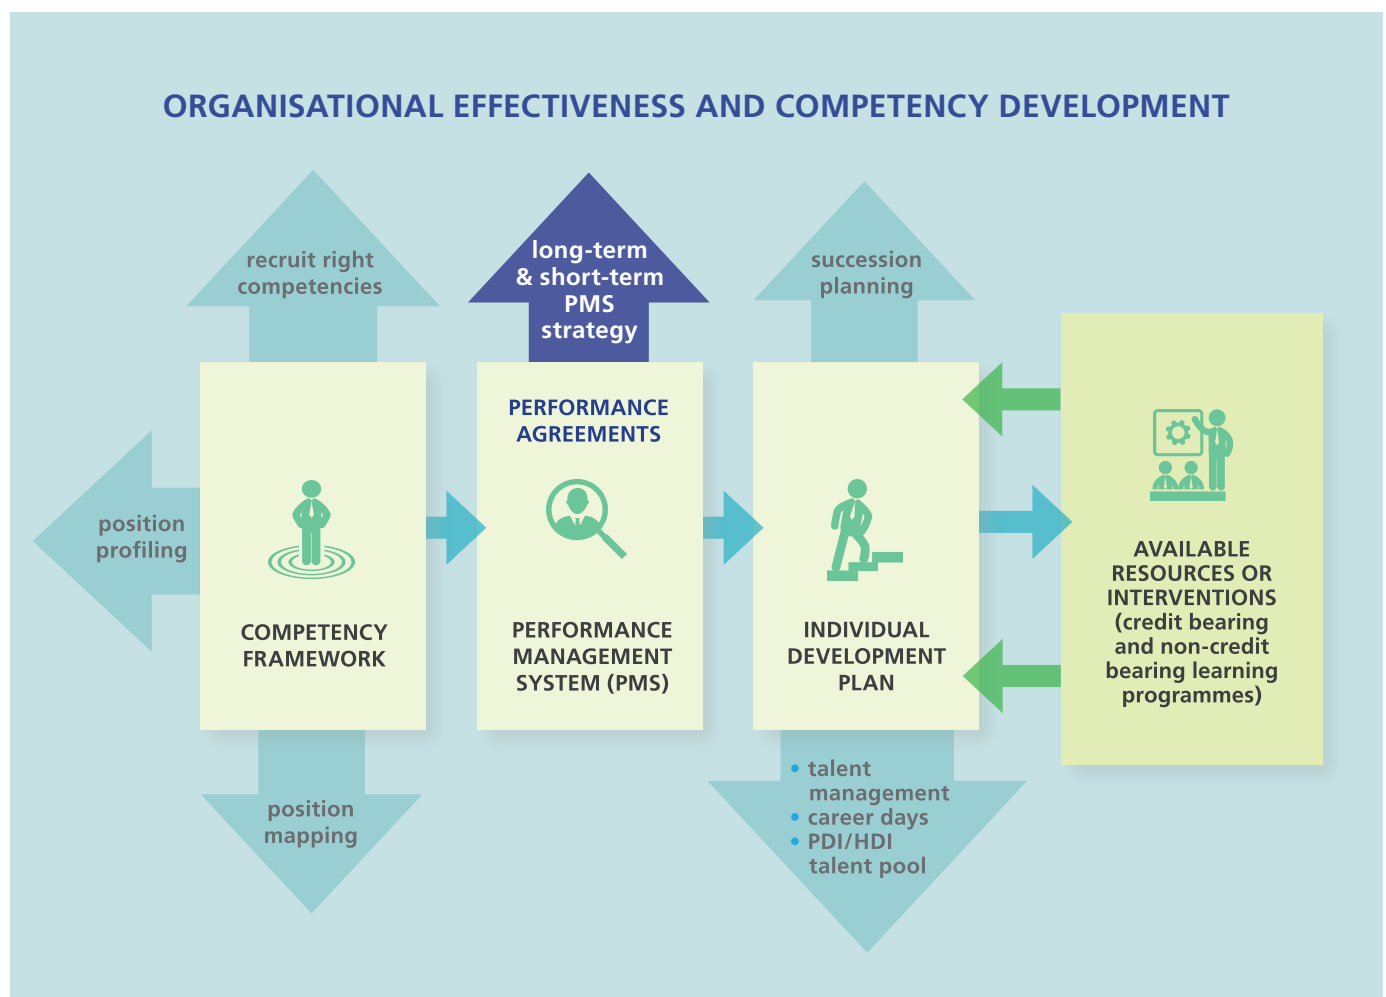 ORGANISATIONAL EFFECTIVENESS AND COMPETENCY DEVELOPMENT
recruit right
competencies
long-term
& short-term
PMS
strategy
succession
planning
position
profiling
COMPETENCY
FRAMEWORK
position
mapping
PERFORMANCE
AGREEMENTS
PERFORMANCE
MANAGEMENT
SYSTEM (PMS)
INDIVIDUAL
DEVELOPMENT
PLAN
• talent
management
• career days
• PDI/HDI
talent pool
AVAILABLE
RESOURCES OR
INTERVENTIONS
(credit bearing
and non-credit
bearing learning
programmes)